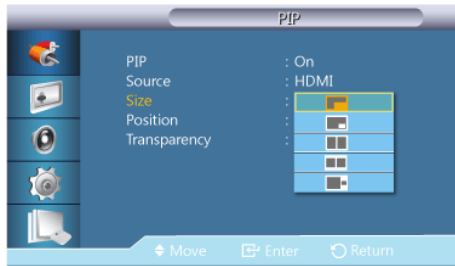 PIP
PIP : On
Source : HDMI
Size :
Position :
Transparency :
Move Enter Return